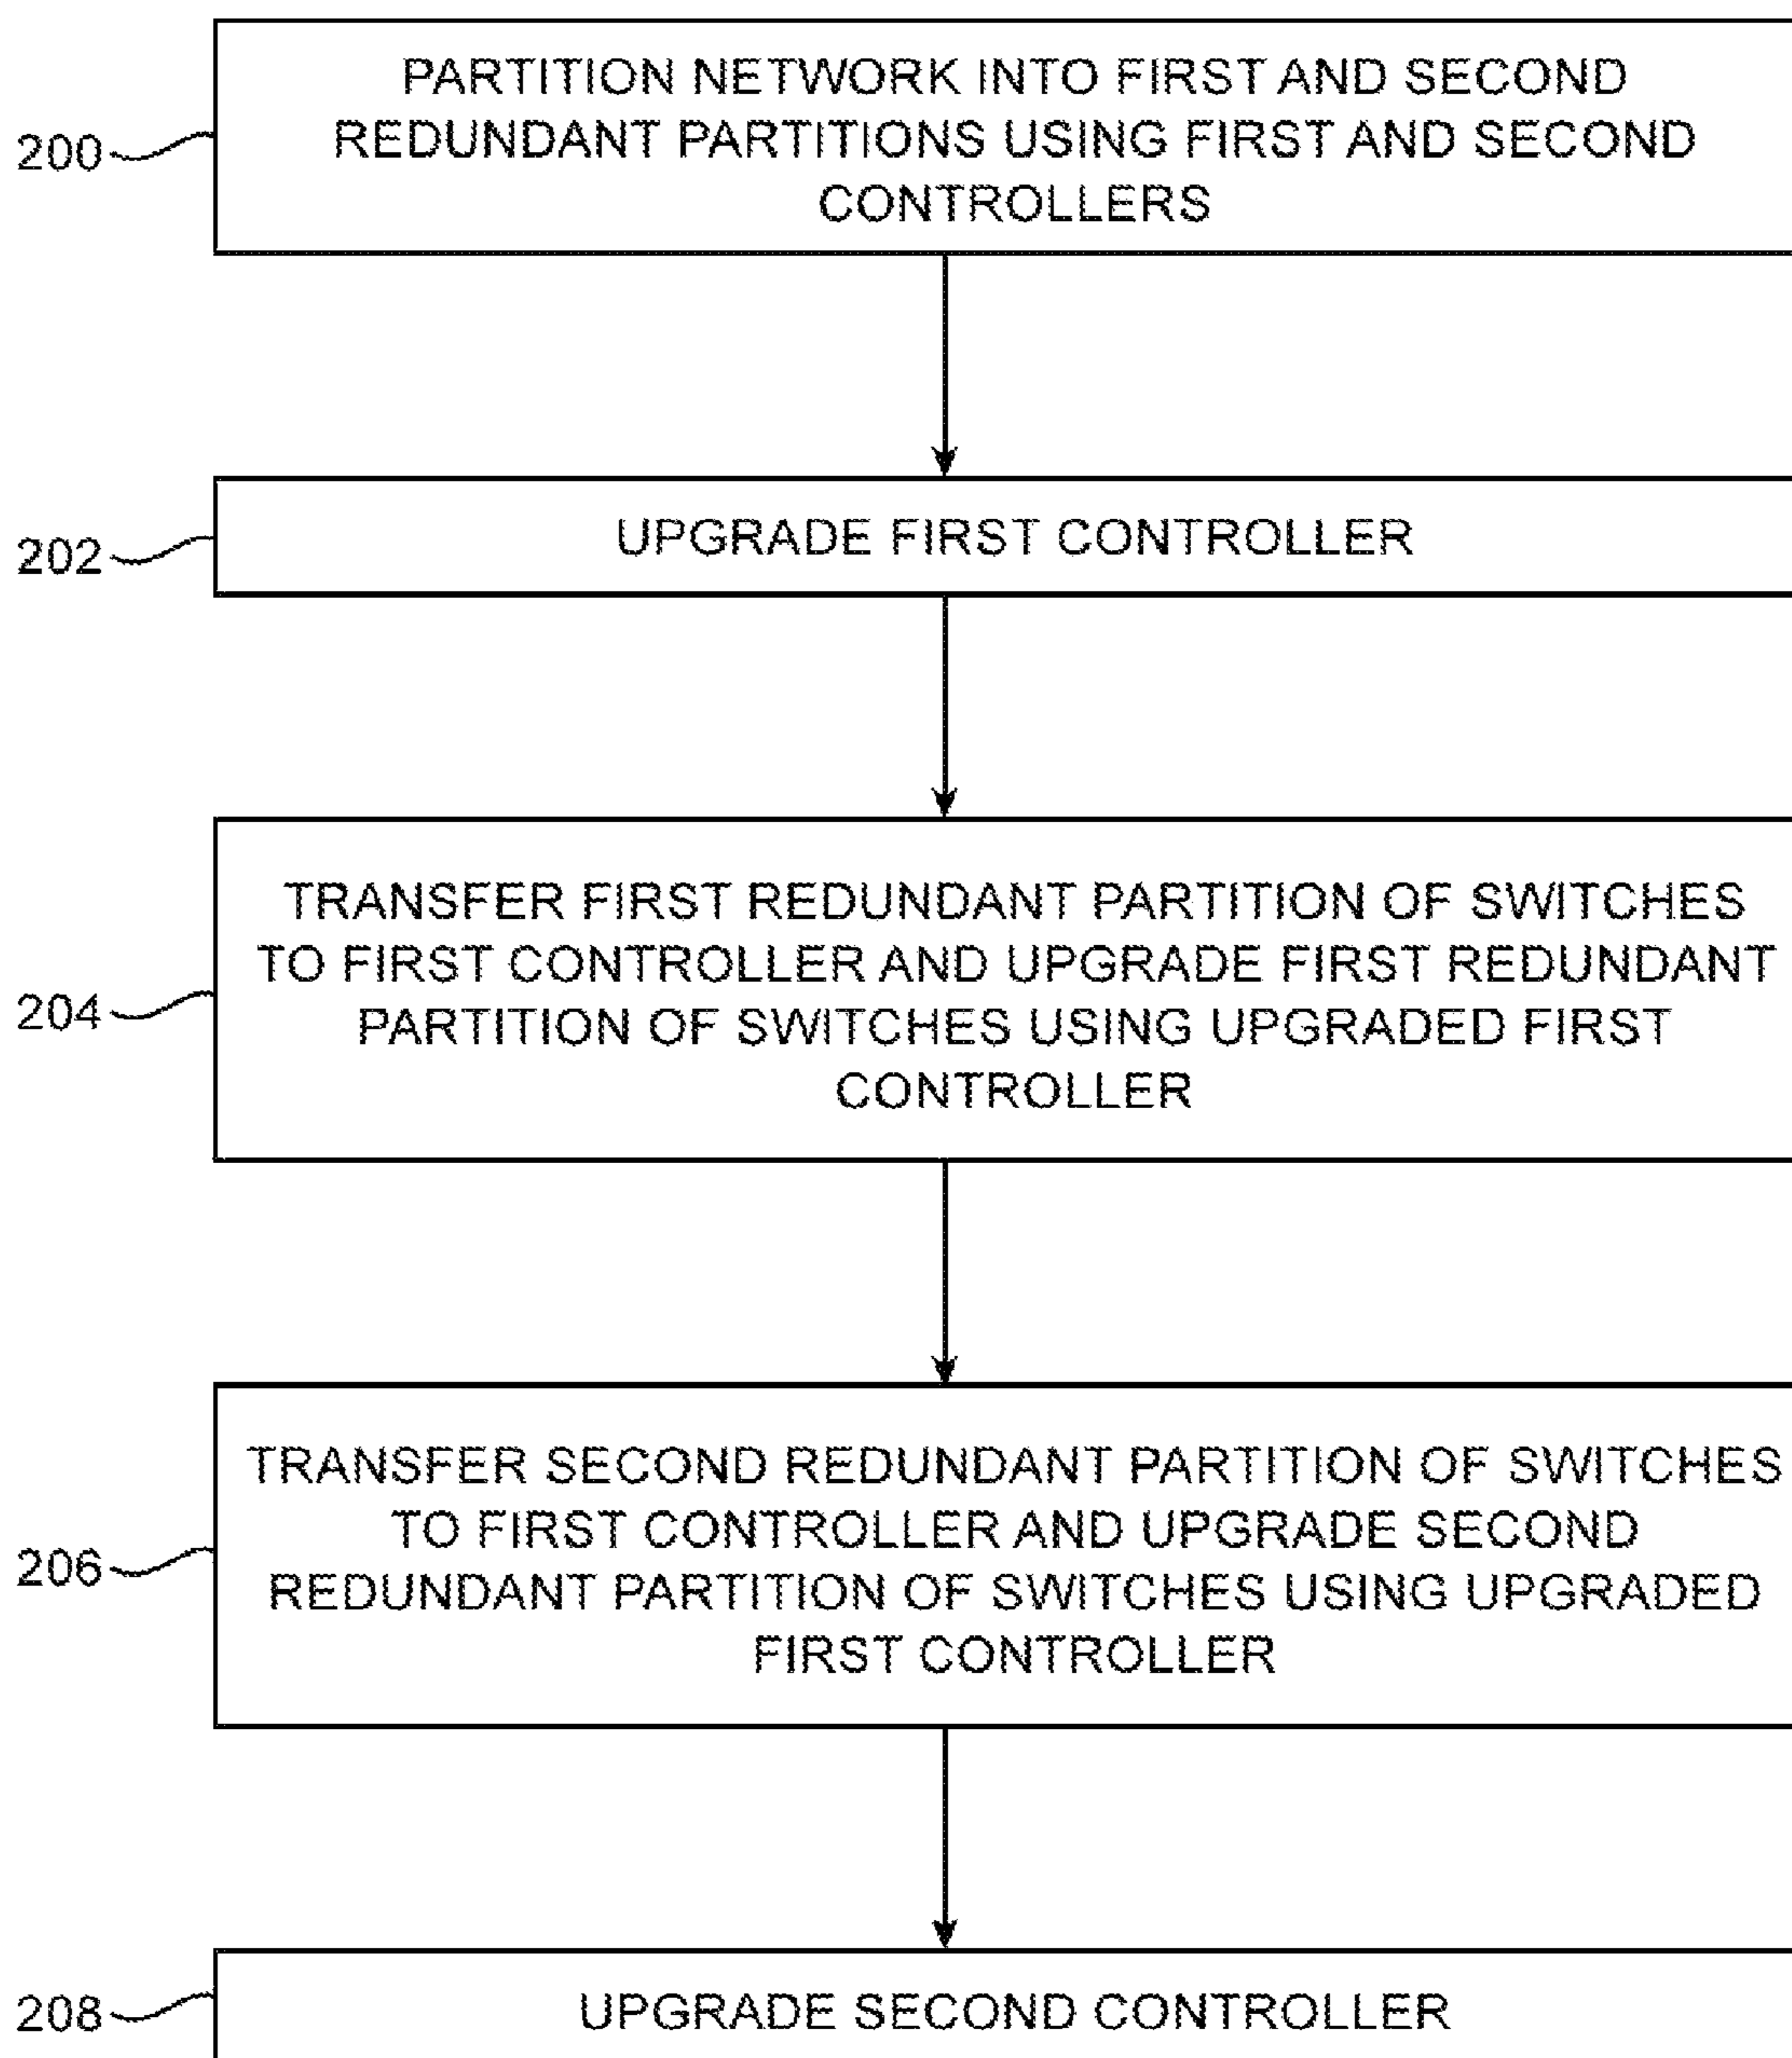 PARTITION NETWORK INTO FIRST AND SECOND
REDUNDANT PARTITIONS USING FIRST AND SECOND
CONTROLLERS
200
UPGRADE FIRST CONTROLLER
202
TRANSFER FIRST REDUNDANT PARTITION OF SWITCHES
TO FIRST CONTROLLER AND UPGRADE FIRST REDUNDANT
PARTITION OF SWITCHES USING UPGRADED FIRST
CONTROLLER
204
TRANSFER SECOND REDUNDANT PARTITION OF SWITCHES
TO FIRST CONTROLLER AND UPGRADE SECOND
REDUNDANT PARTITION OF SWITCHES USING UPGRADED
FIRST CONTROLLER
206
UPGRADE SECOND CONTROLLER
208